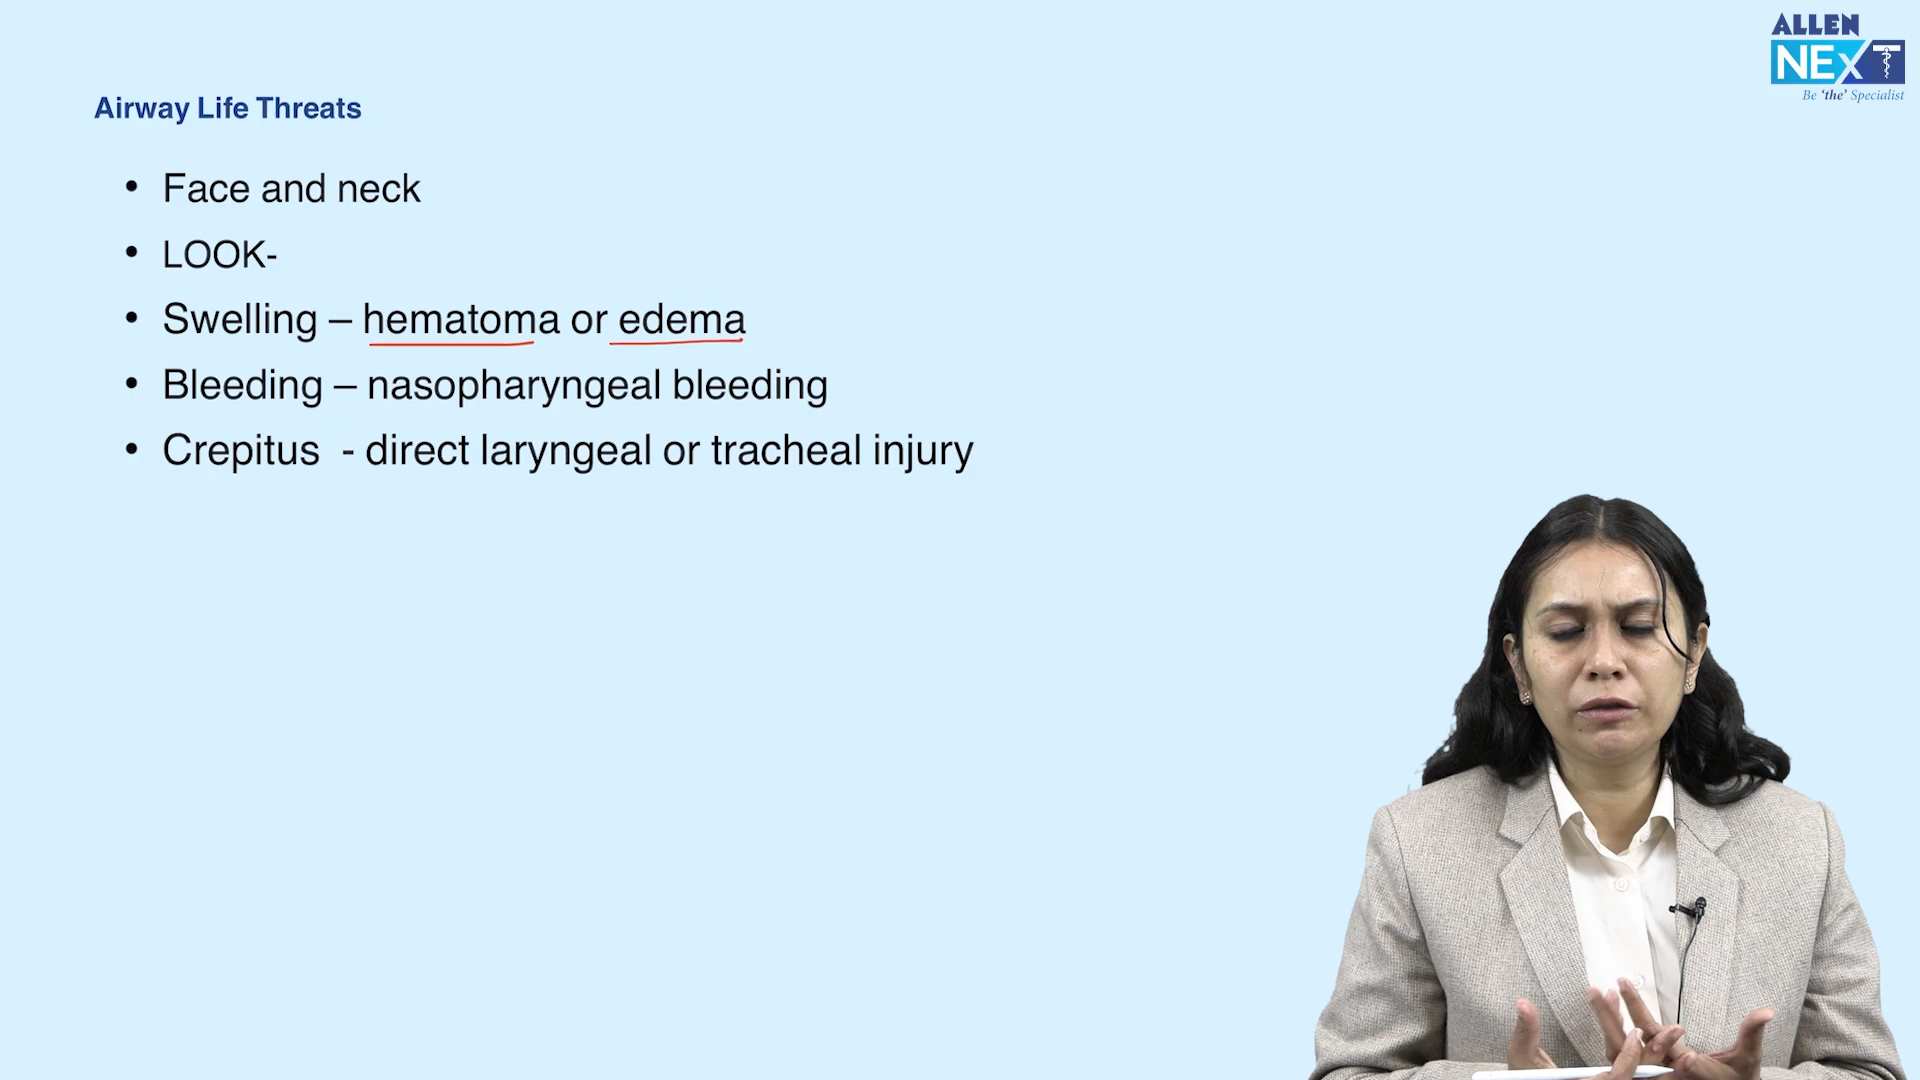 ALLEN
NEXT
Be 'the' Specialist
Airway Life Threats
• Face and neck
• LOOK-
• Swelling – hematoma or edema
• Bleeding – nasopharyngeal bleeding
• Crepitus - direct laryngeal or tracheal injury